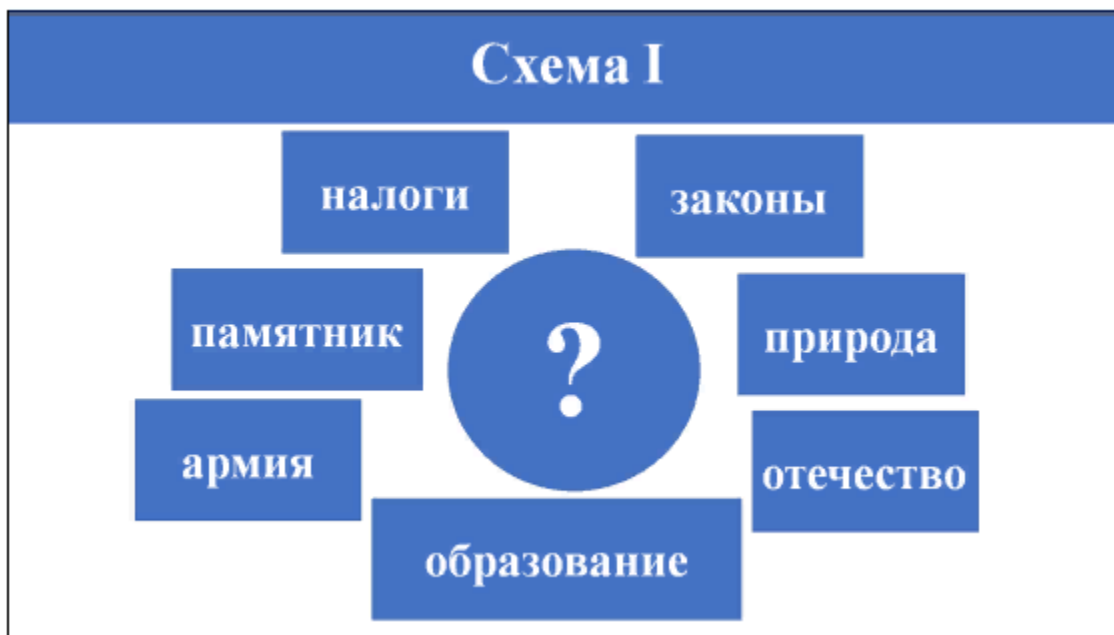 Схема I
налоги
законы
памятник
?
природа
армия
отечество
образование